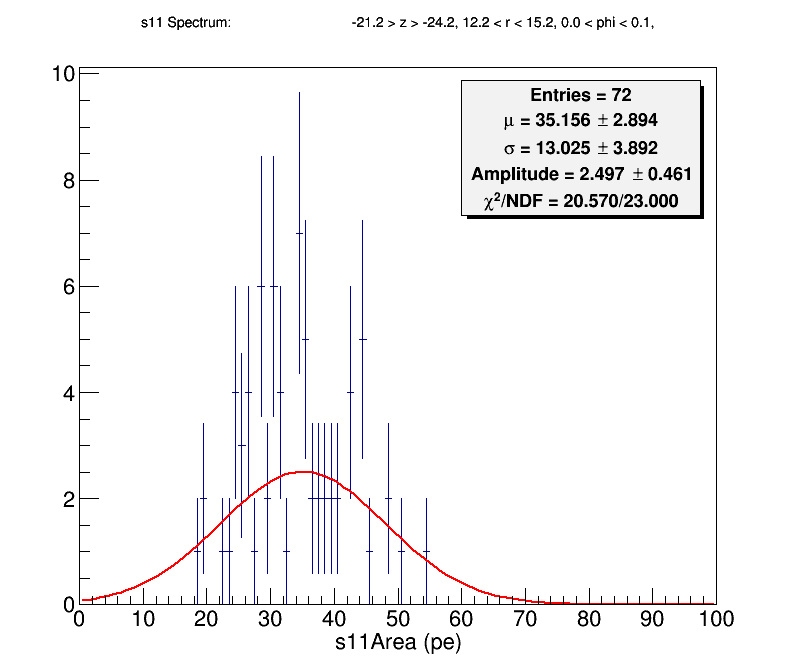 s11 Spectrum: -21.2 > z > -24.2, 12.2 < r < 15.2, 0.0 < phi < 0.1,
Entries = 72
μ = 35.156 ± 2.894
σ = 13.025 ± 3.892
Amplitude = 2.497 ± 0.461
χ²/NDF = 20.570/23.000
10
8
6
4
2
0
0 10 20 30 40 50 60 70 80 90 100
s11Area (pe)